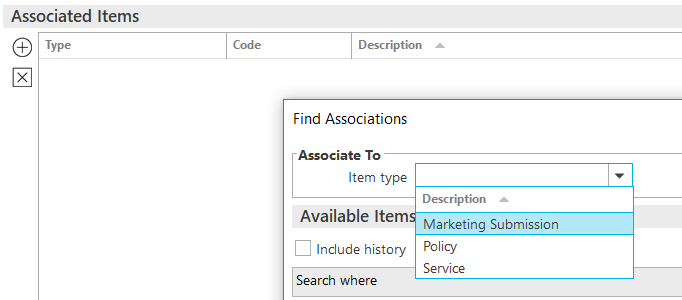 Associated Items
Type Code Description
Find Associations
Associate To
Item type
Description
Available Items
Marketing Submission
Include history
Policy
Service
Search where